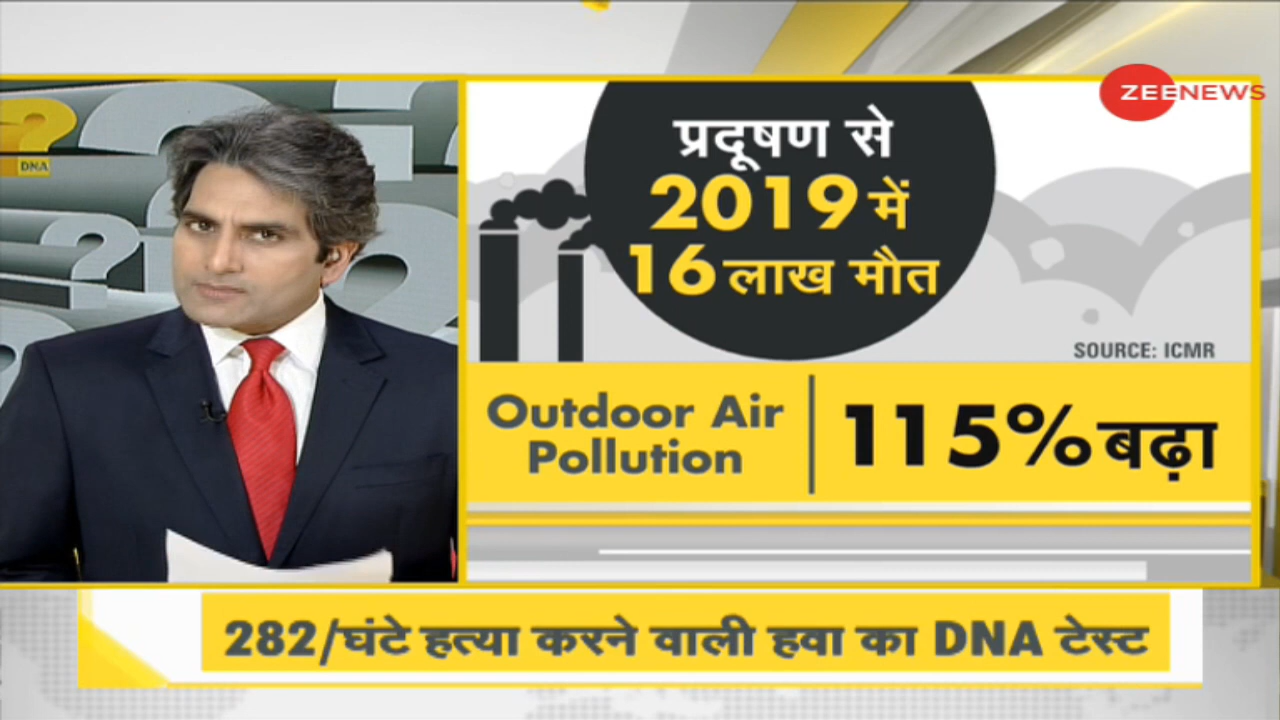 ZEENEWS
DNA
प्रदूषण से
2019 में
16 लाख मौत
SOURCE: ICMR
Outdoor Air
Pollution
115% बढ़ा
282/घंटे हत्या करने वाली हवा का DNA टेस्ट